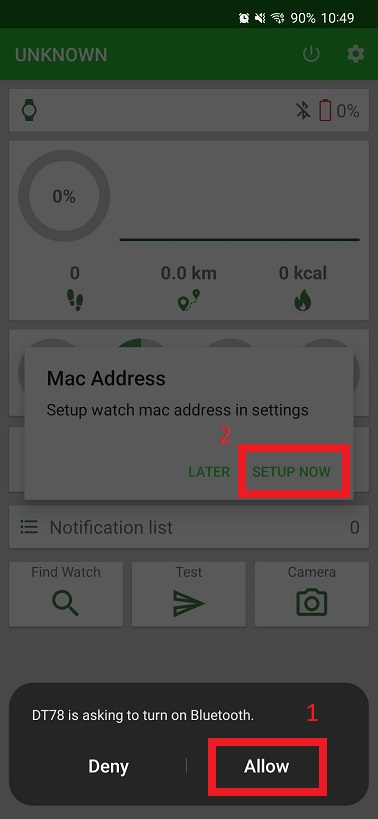 90% 10:49
UNKNOWN
0%
0%
0 0.0 km 0 kcal
Mac Address
Setup watch mac address in settings
2
LATER SETUP NOW
Notification list 0
Find Watch Test Camera
DT78 is asking to turn on Bluetooth. 1
Deny Allow